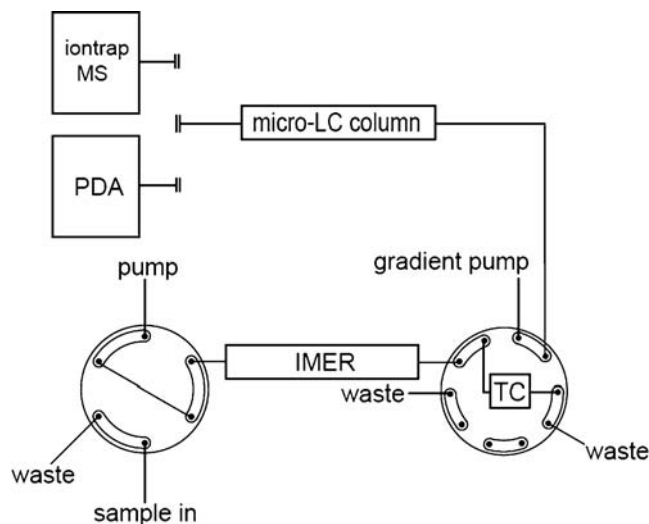 iontrap
MS
micro-LC column
PDA
pump
gradient pump
IMER
waste
TC
waste
waste
sample in